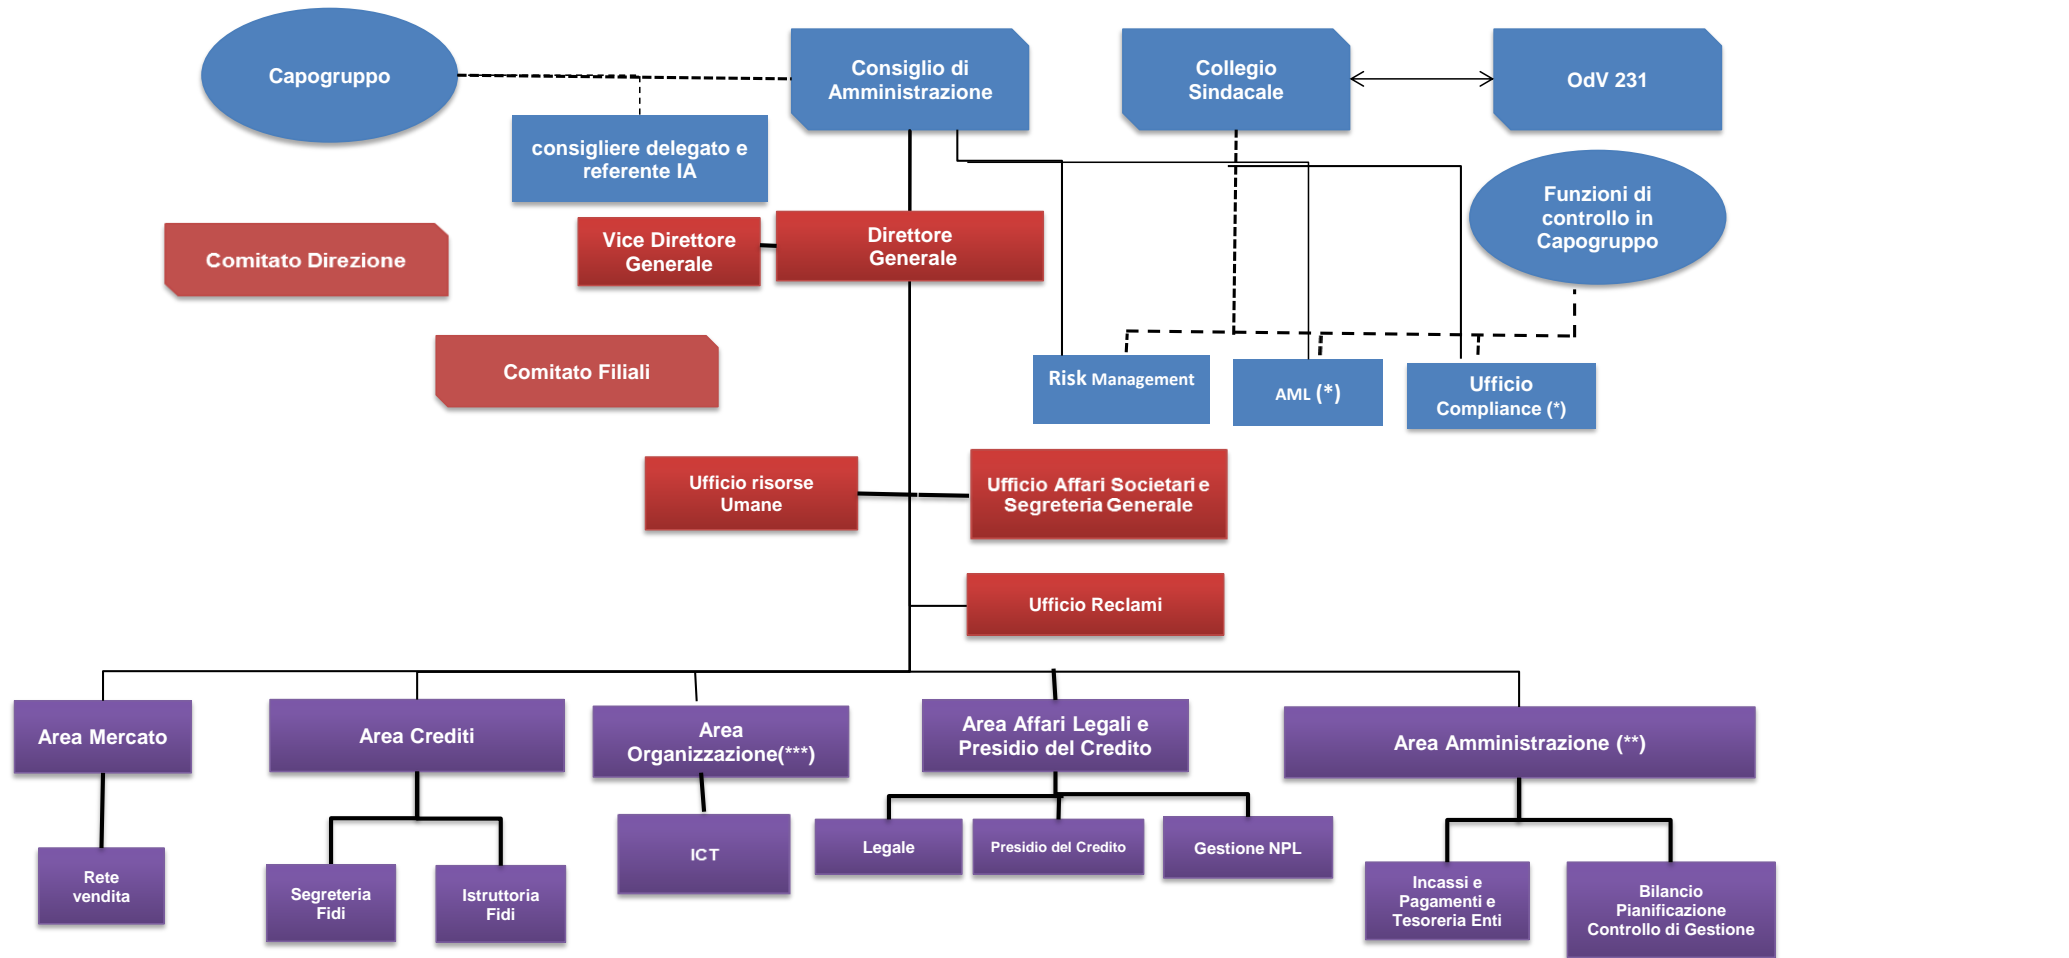 Capogruppo
Consiglio di
Amministrazione
Collegio
Sindacale
OdV 231
consigliere delegato e
referente IA
Funzioni di
controllo in
Capogruppo
Comitato Direzione
Vice Direttore
Generale
Direttore
Generale
Comitato Filiali
Risk Management
AML (*)
Ufficio
Compliance (*)
Ufficio risorse
Umane
Ufficio Affari Societari e
Segreteria Generale
Ufficio Reclami
Area Mercato
Area Crediti
Area
Organizzazione(***)
Area Affari Legali e
Presidio del Credito
Area Amministrazione (**)
Rete
vendita
Segreteria
Fidi
Istruttoria
Fidi
ICT
Legale
Presidio del Credito
Gestione NPL
Incassi e
Pagamenti e
Tesoreria Enti
Bilancio
Pianificazione
Controllo di Gestione